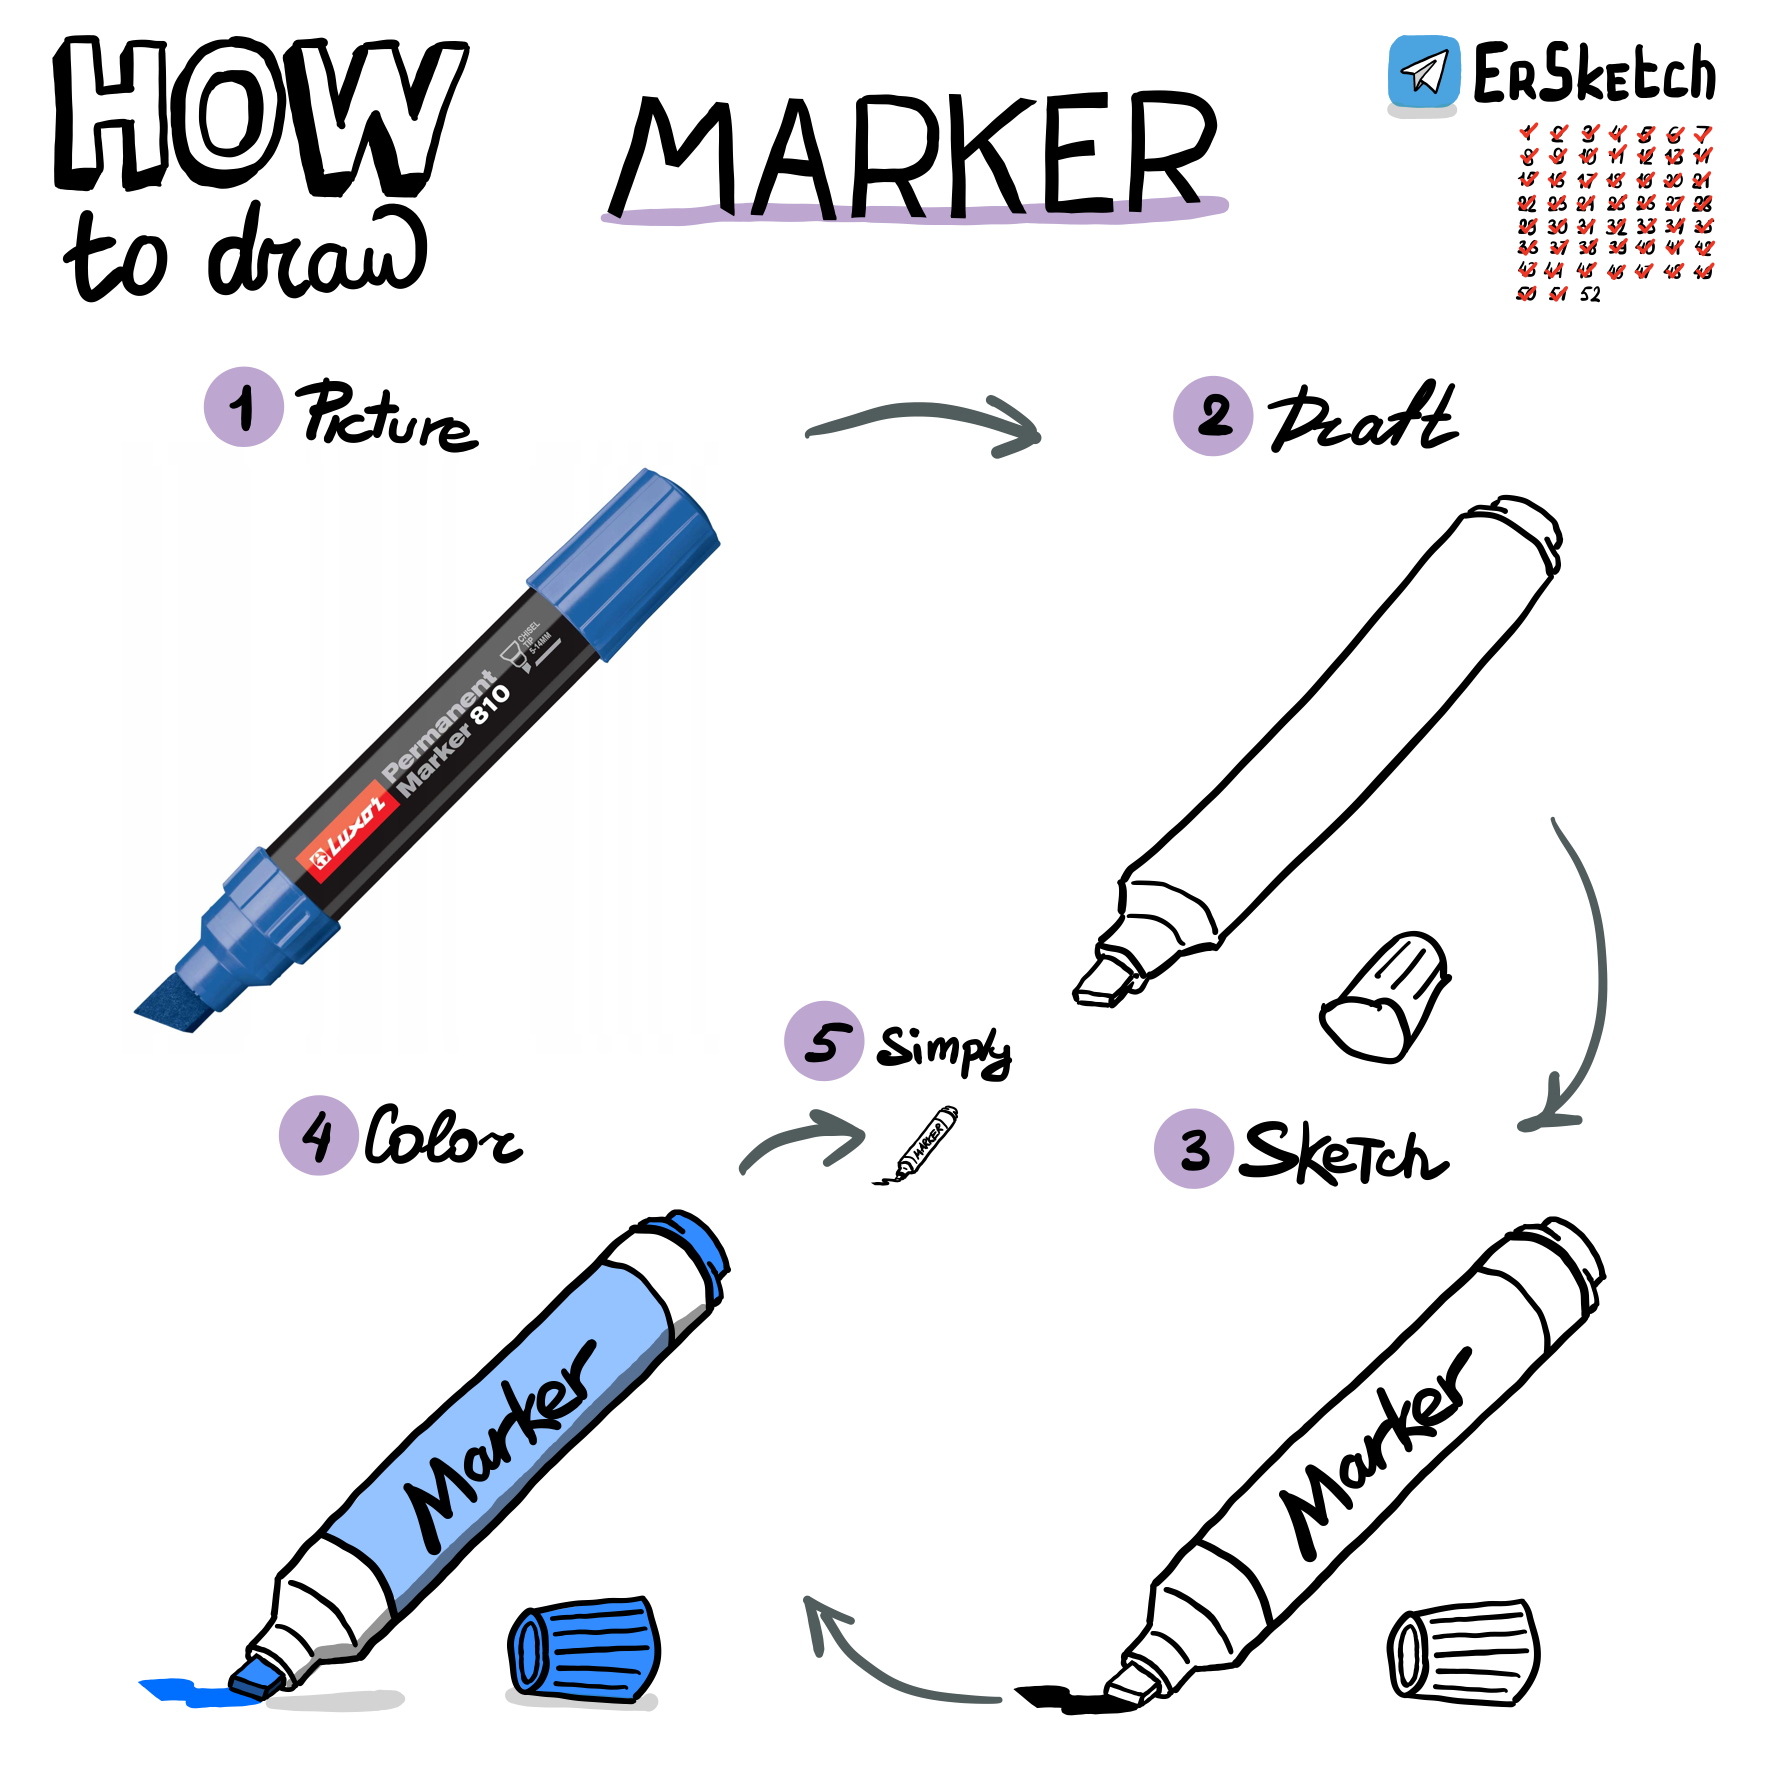 HOW
to draw
MARKER
ErSketch
1 2 3 4 5 6 7
8 9 10 11 12 13 14
15 16 17 18 19 20 21
22 23 24 25 26 27 28
29 30 31 32 33 34 35
36 37 38 39 40 41 42
43 44 45 46 47 48 49
50 51 52
1 Picture
2 Draft
CHISEL
TIP
5-14MM
Permanent
Marker 810
Luxor
5 Simply
MARKER
4 Color
3 Sketch
Marker
Marker